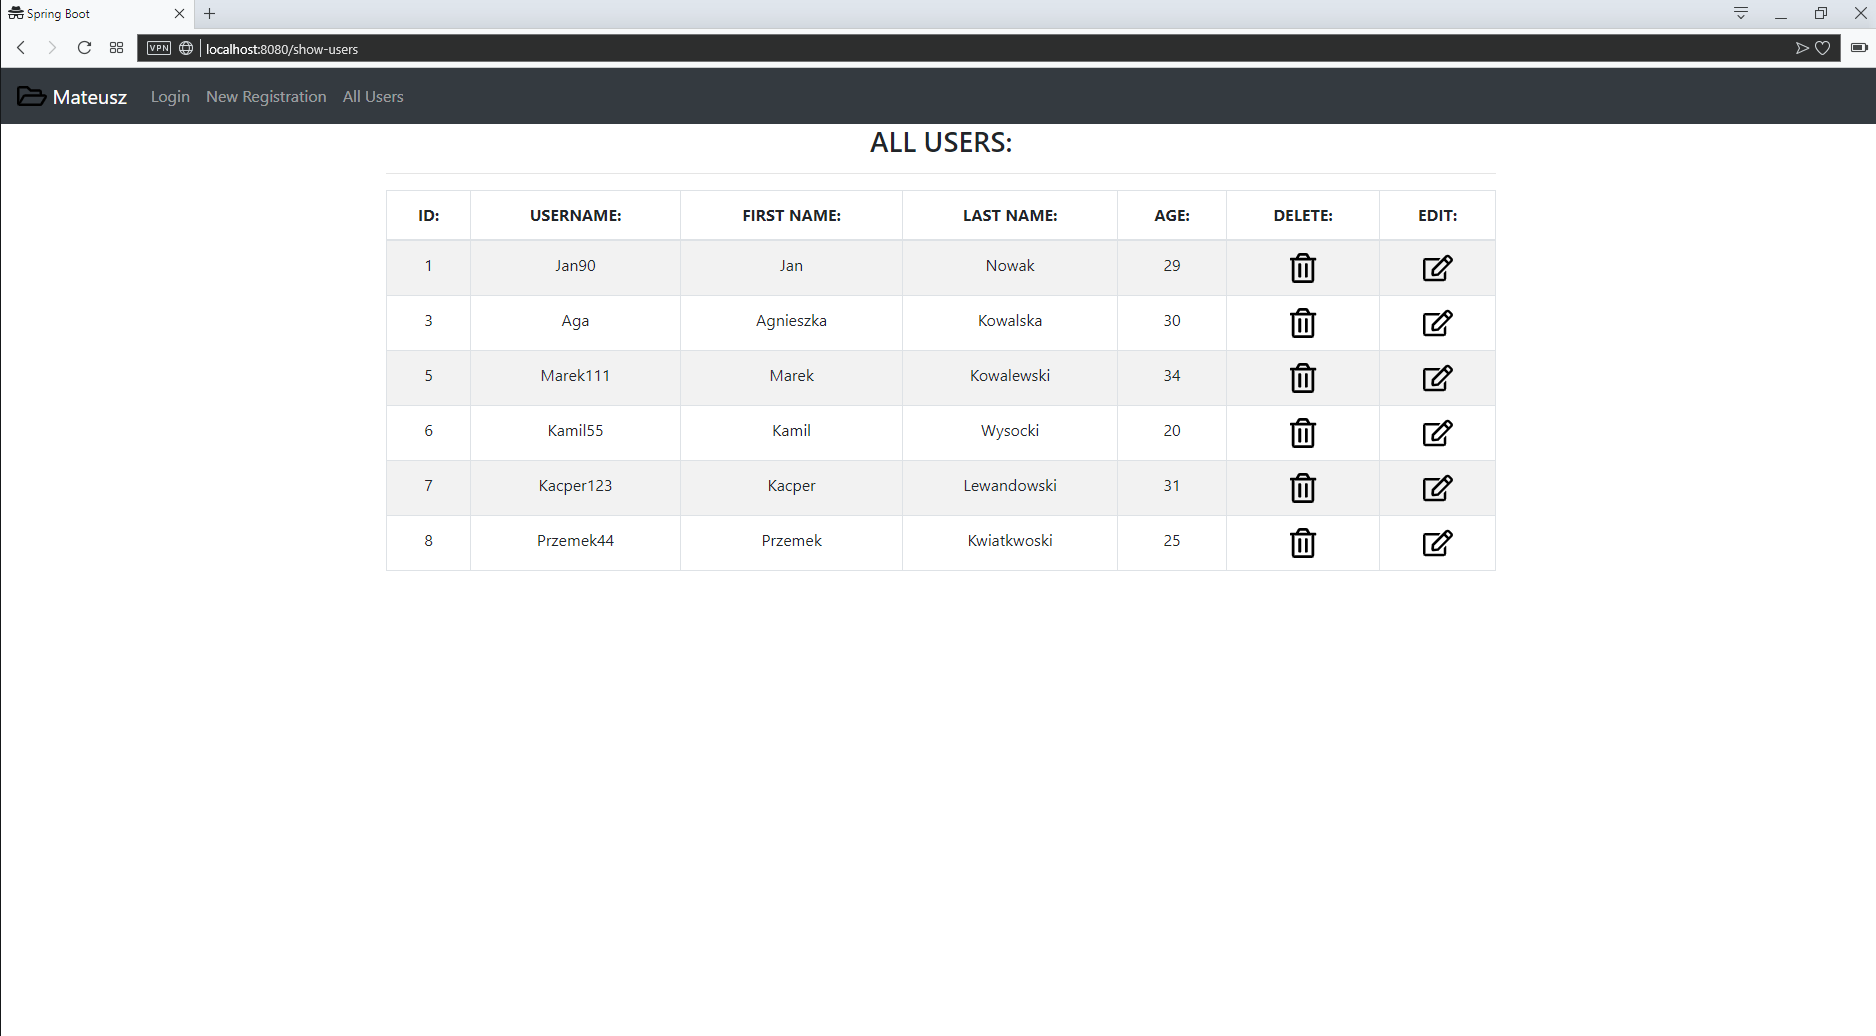 Spring Boot
VPN localhost:8080/show-users
Mateusz Login New Registration All Users
ALL USERS:
ID: USERNAME: FIRST NAME: LAST NAME: AGE: DELETE: EDIT:
1 Jan90 Jan Nowak 29
3 Aga Agnieszka Kowalska 30
5 Marek111 Marek Kowalewski 34
6 Kamil55 Kamil Wysocki 20
7 Kacper123 Kacper Lewandowski 31
8 Przemek44 Przemek Kwiatkwoski 25